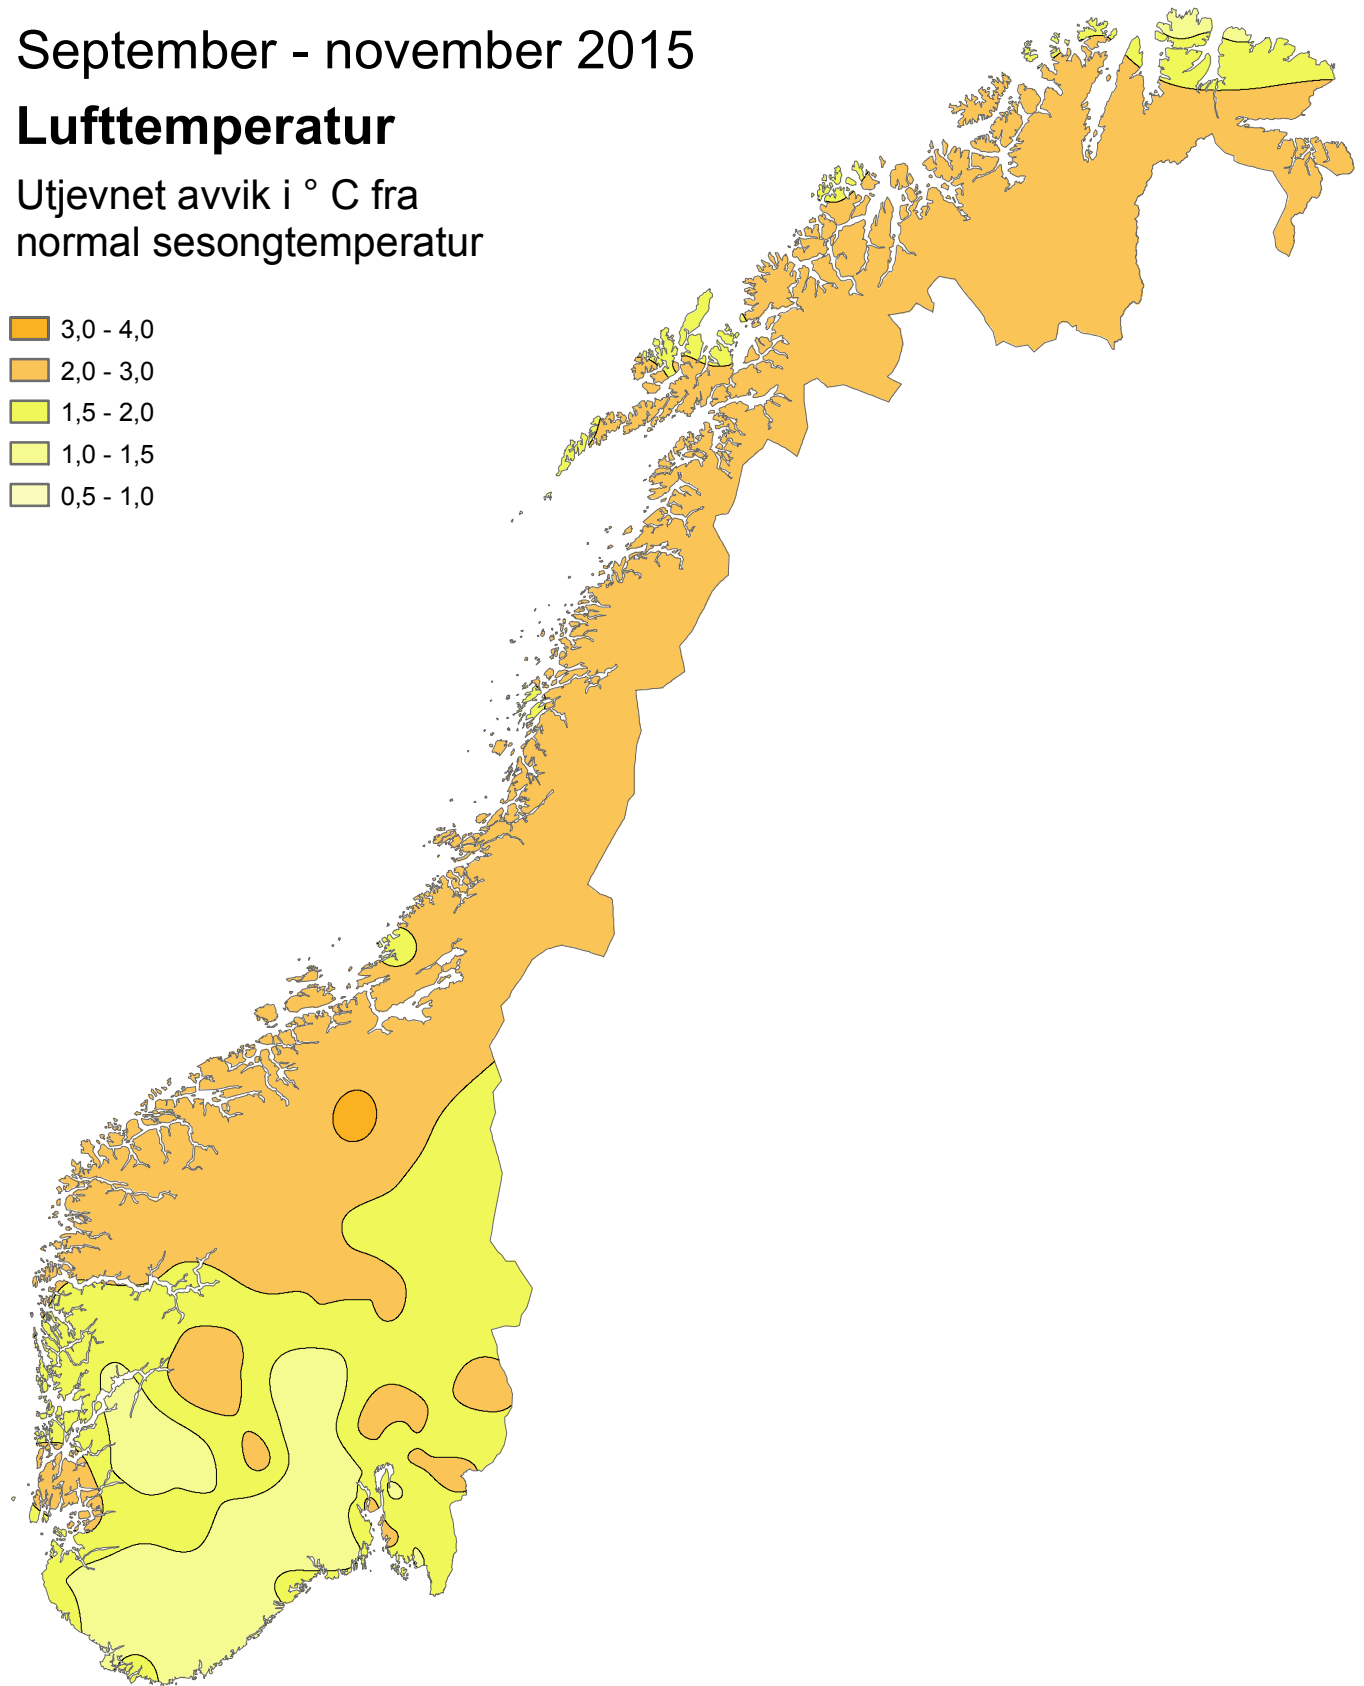 September - november 2015
Lufttemperatur
Utjevnet avvik i ° C fra
normal sesongtemperatur
3,0 - 4,0
2,0 - 3,0
1,5 - 2,0
1,0 - 1,5
0,5 - 1,0